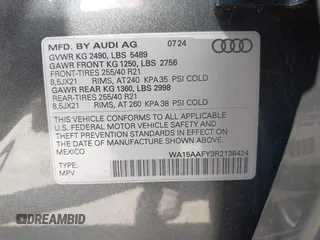 MFD. BY AUDI AG 07/24
GVWR KG 2490, LBS 5489
GAWR FRONT KG 1250, LBS 2756
FRONT-TIRES 255/40 R21
8,5JX21 RIMS, AT 240 KPA 35 PSI COLD
GAWR REAR KG 1360, LBS 2998
REAR-TIRES 255/40 R21
8,5JX21 RIMS, AT 260 KPA 38 PSI COLD
THIS VEHICLE CONFORMS TO ALL APPLICABLE
U.S. FEDERAL MOTOR VEHICLE SAFETY
STANDARDS IN EFFECT ON THE
DATE OF MANUFACTURE SHOWN ABOVE.
MEXICO
WA15AAFY3R2138424
TYPE:
MPV
DREAMBID